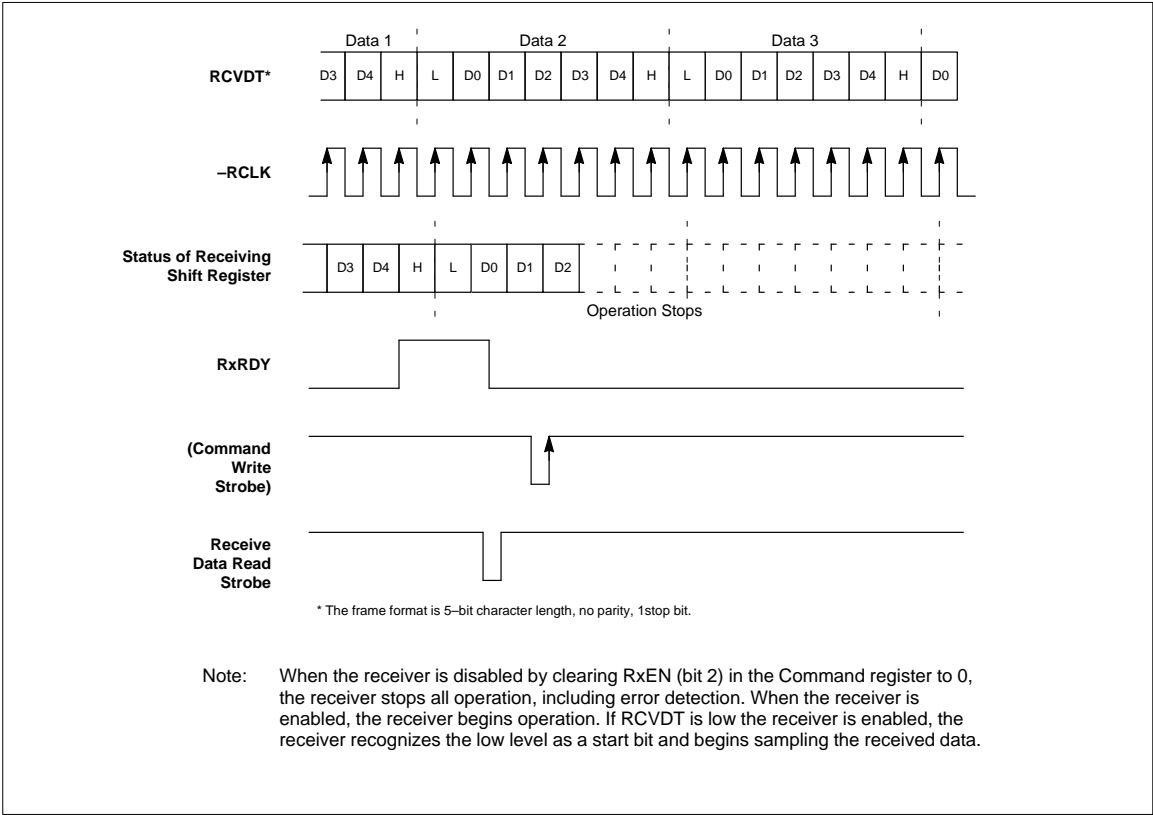 Data 1 Data 2 Data 3
RCVDT* D3 D4 H L D0 D1 D2 D3 D4 H L D0 D1 D2 D3 D4 H D0
–RCLK
Status of Receiving
Shift Register
D3 D4 H L D0 D1 D2
Operation Stops
RxRDY
(Command
Write
Strobe)
Receive
Data Read
Strobe
* The frame format is 5–bit character length, no parity, 1stop bit.
Note: When the receiver is disabled by clearing RxEN (bit 2) in the Command register to 0,
the receiver stops all operation, including error detection. When the receiver is
enabled, the receiver begins operation. If RCVDT is low the receiver is enabled, the
receiver recognizes the low level as a start bit and begins sampling the received data.